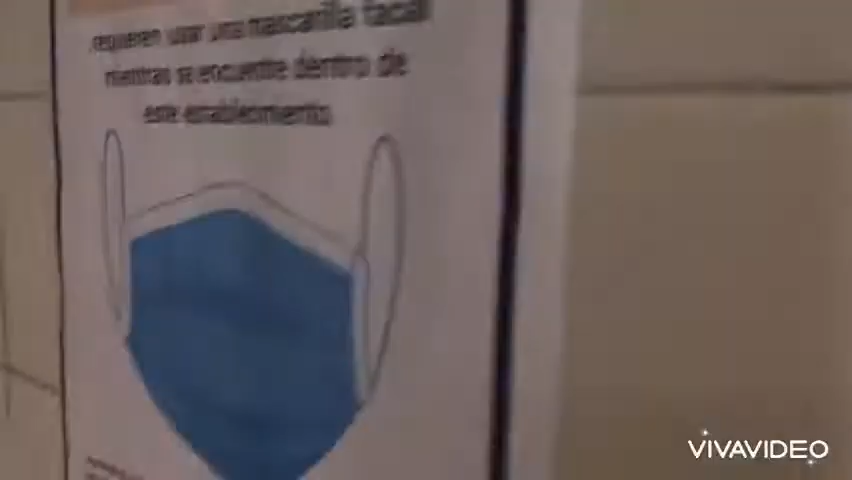 requieren usar una mascarilla facial
mientras se encuentre dentro de
este establecimiento
VIVAVIDEO